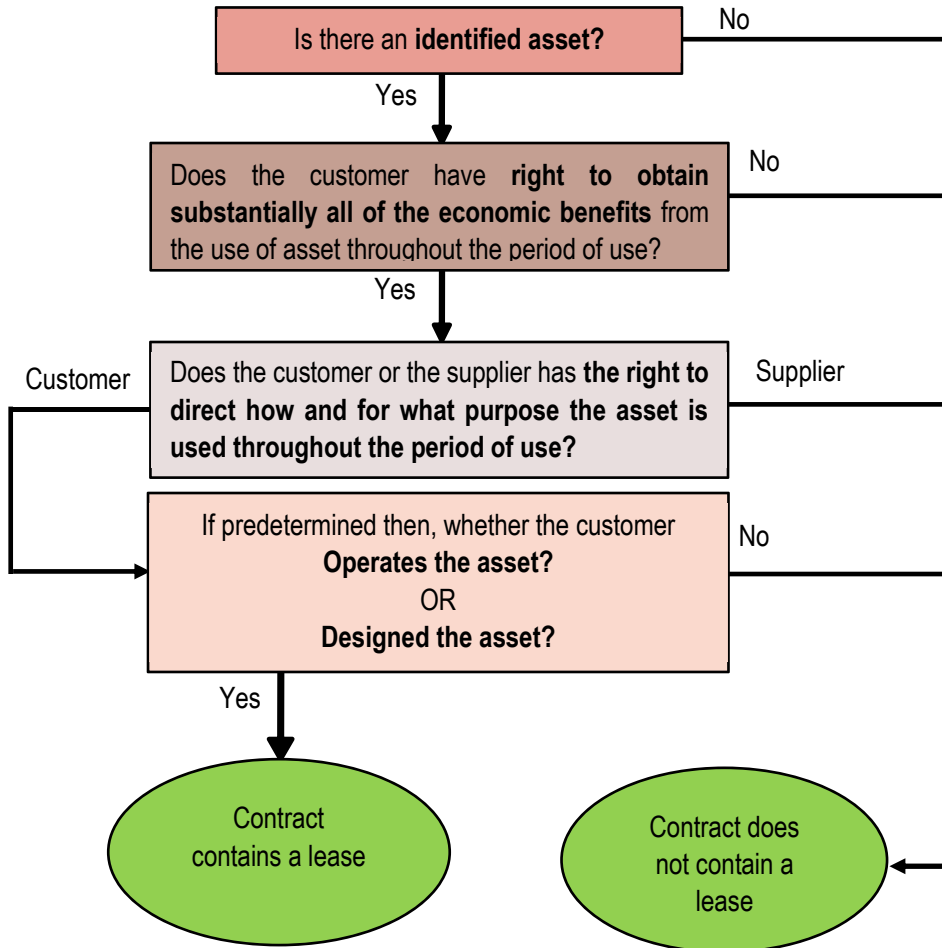 Is there an identified asset?
No
Yes
Does the customer have right to obtain
substantially all of the economic benefits from
the use of asset throughout the period of use?
No
Yes
Customer
Does the customer or the supplier has the right to
direct how and for what purpose the asset is
used throughout the period of use?
Supplier
If predetermined then, whether the customer
Operates the asset?
OR
Designed the asset?
No
Yes
Contract
contains a lease
Contract does
not contain a
lease